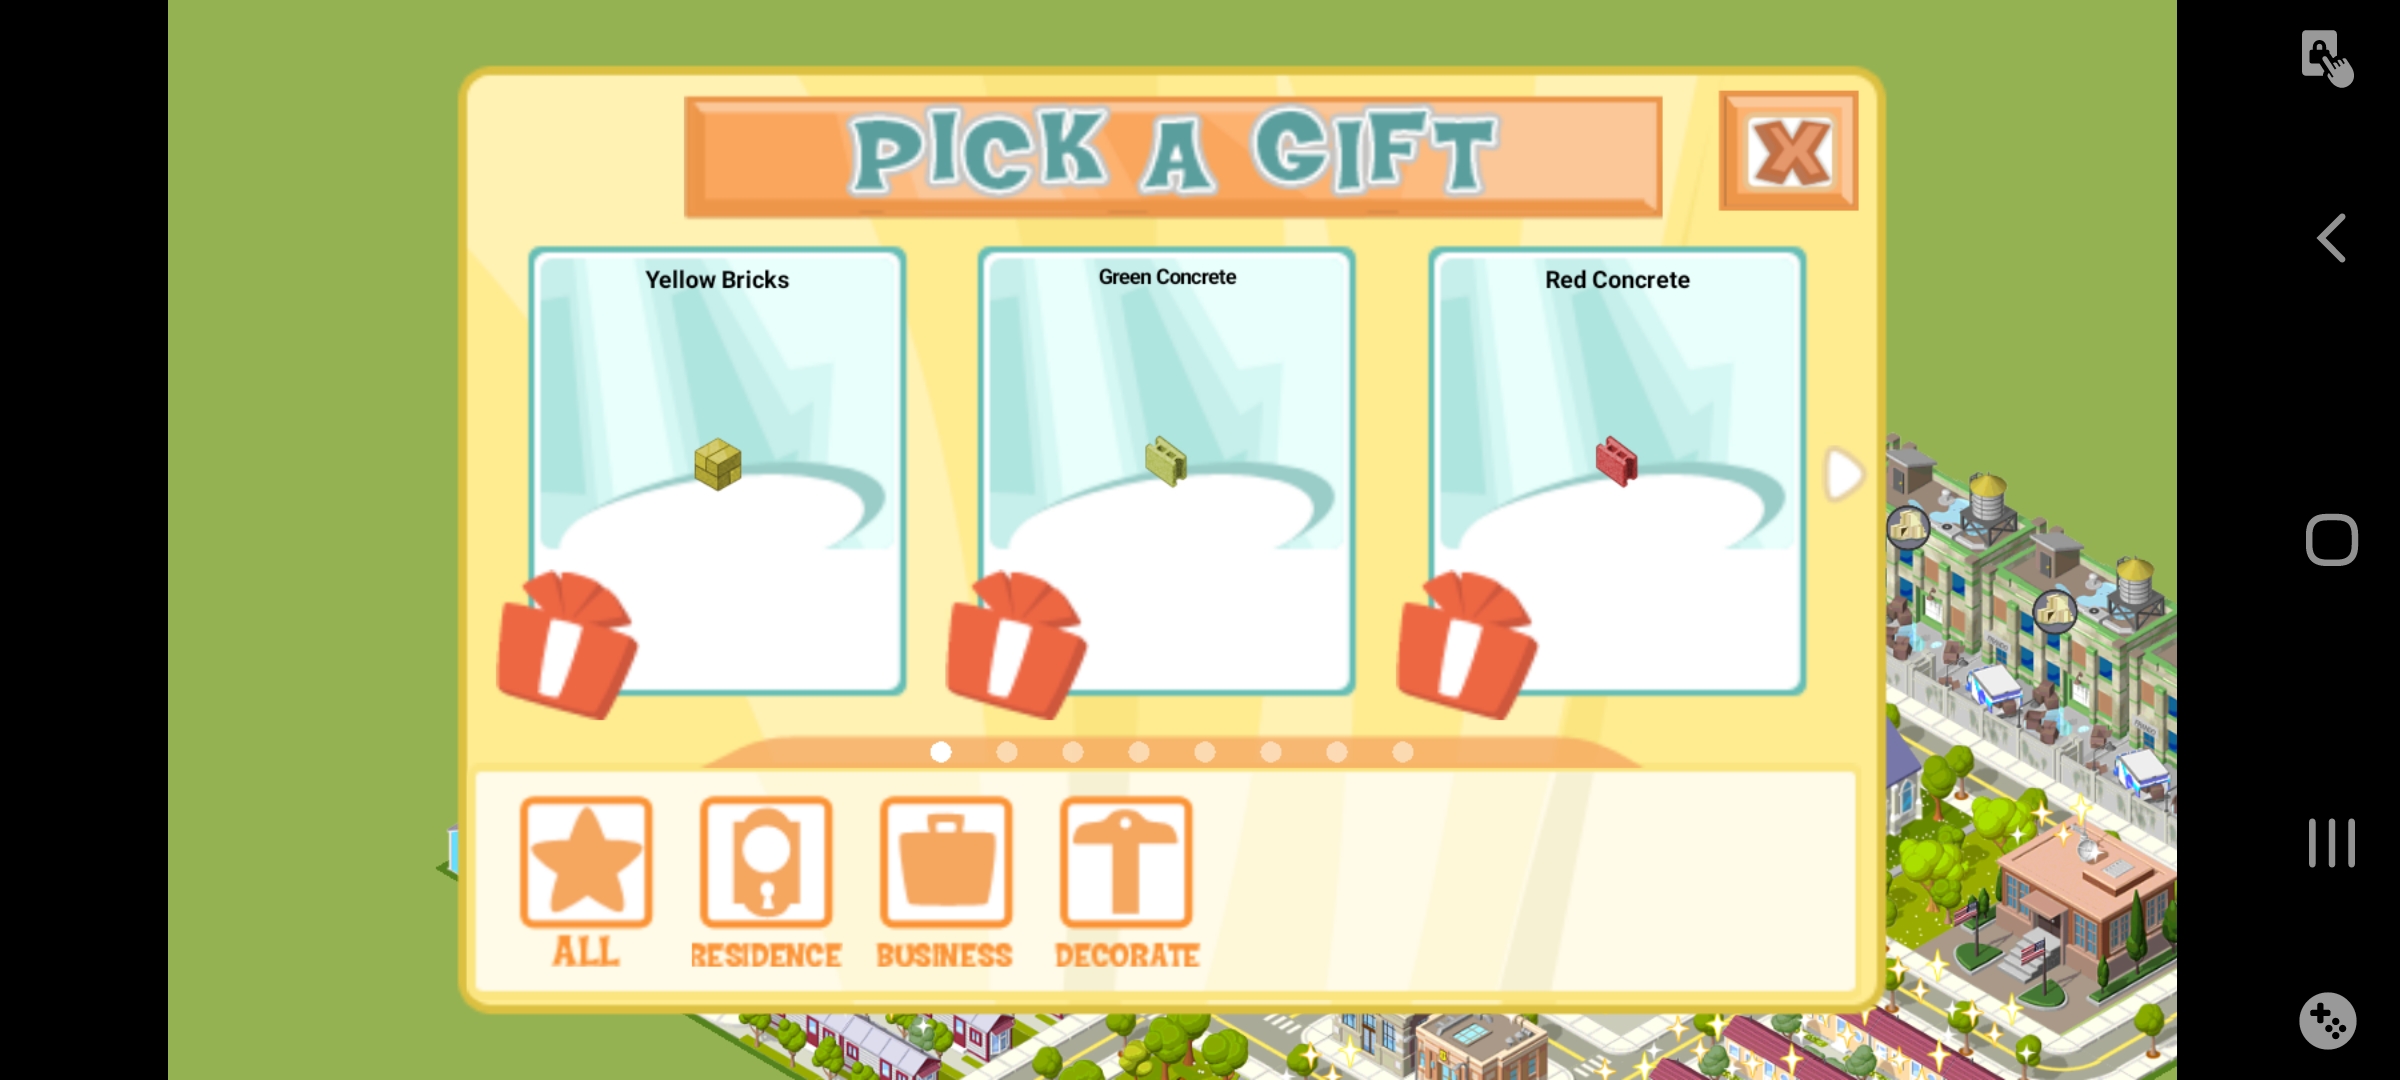 PICK A GIFT
X
Yellow Bricks
Green Concrete
Red Concrete
ALL
RESIDENCE
BUSINESS
DECORATE